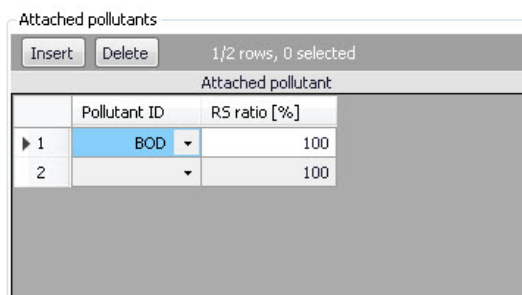 Attached pollutants
Insert Delete 1/2 rows, 0 selected
Attached pollutant
Pollutant ID RS ratio [%]
1 BOD 100
2 100